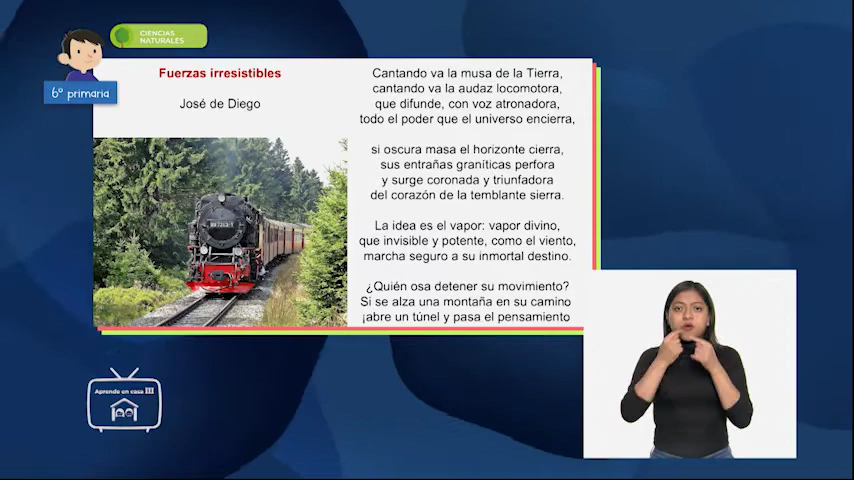 CIENCIAS
NATURALES
6º primaria
Fuerzas irresistibles
José de Diego
Cantando va la musa de la Tierra,
cantando va la audaz locomotora,
que difunde, con voz atronadora,
todo el poder que el universo encierra,
si oscura masa el horizonte cierra,
sus entrañas graníticas perfora
y surge coronada y triunfadora
del corazón de la temblante sierra.
La idea es el vapor: vapor divino,
que invisible y potente, como el viento,
marcha seguro a su inmortal destino.
¿Quién osa detener su movimiento?
Si se alza una montaña en su camino
¡abre un túnel y pasa el pensamiento
Aprende en casa III